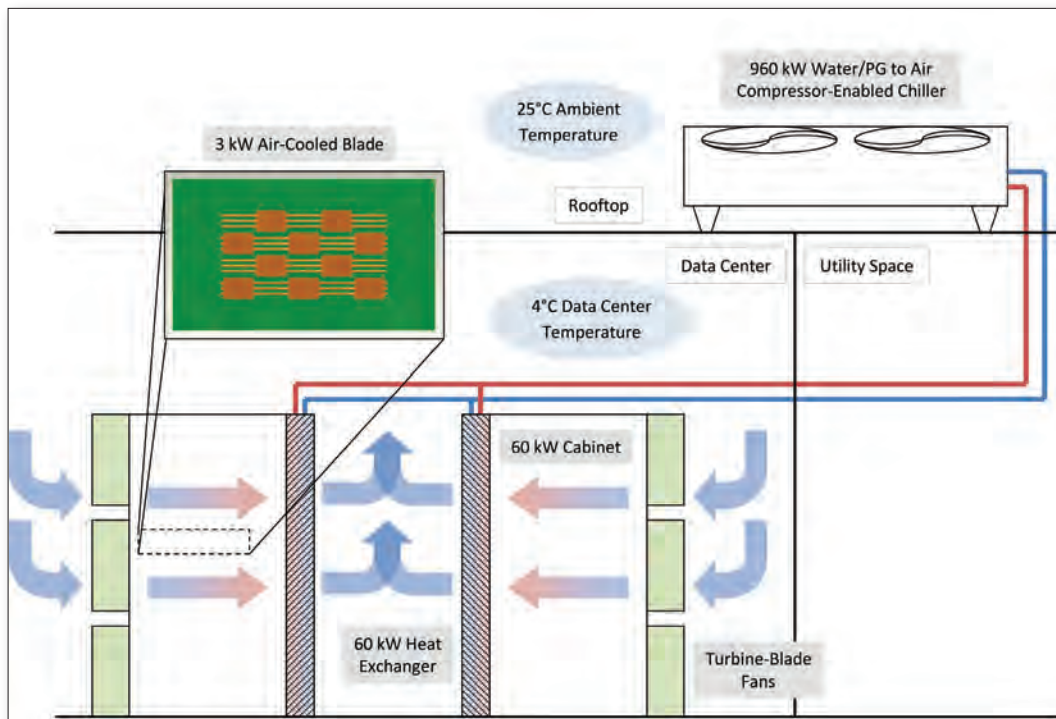 960 kW Water/PG to Air
Compressor-Enabled Chiller
25°C Ambient
Temperature
3 kW Air-Cooled Blade
Rooftop
Data Center
Utility Space
4°C Data Center
Temperature
60 kW Cabinet
60 kW Heat
Exchanger
Turbine-Blade
Fans